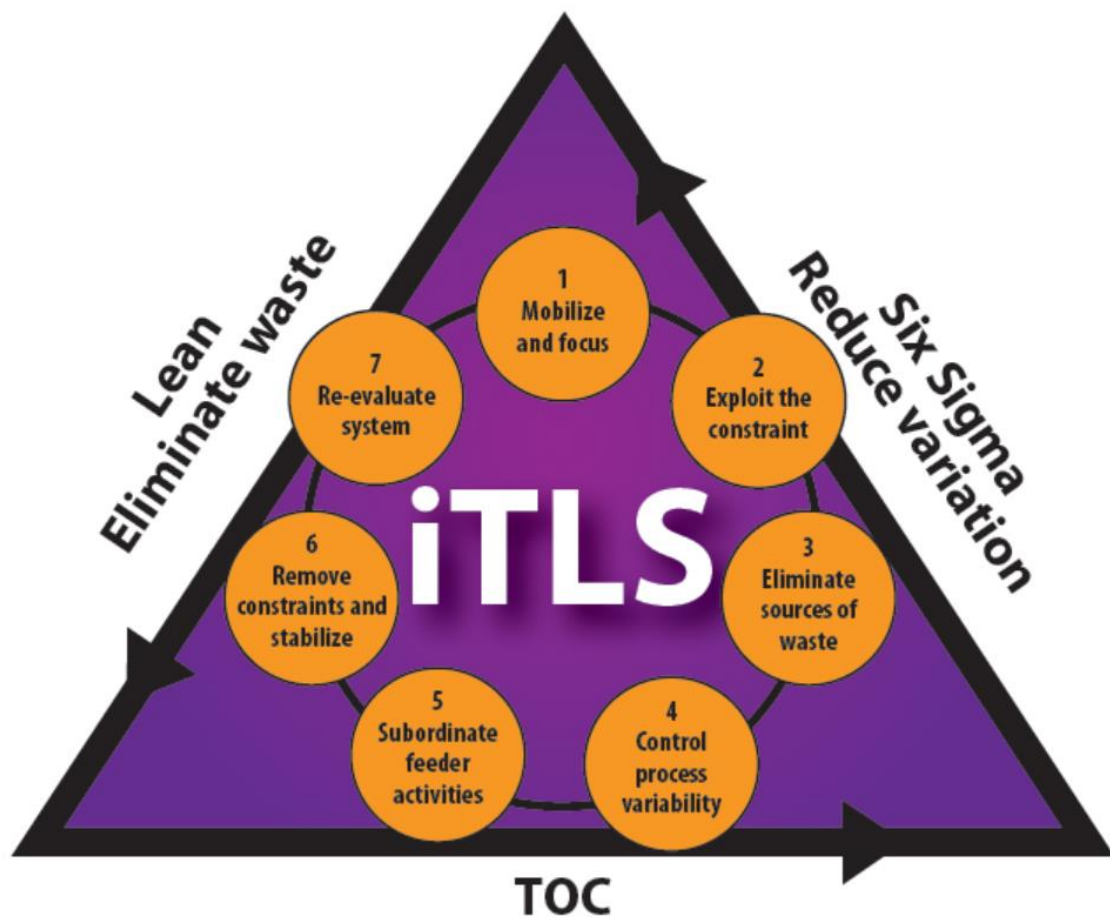 Lean
Eliminate waste
Six Sigma
Reduce variation
1
Mobilize
and focus
2
Exploit the
constraint
3
Eliminate
sources of
waste
4
Control
process
variability
5
Subordinate
feeder
activities
6
Remove
constraints and
stabilize
7
Re-evaluate
system
iTLS
TOC